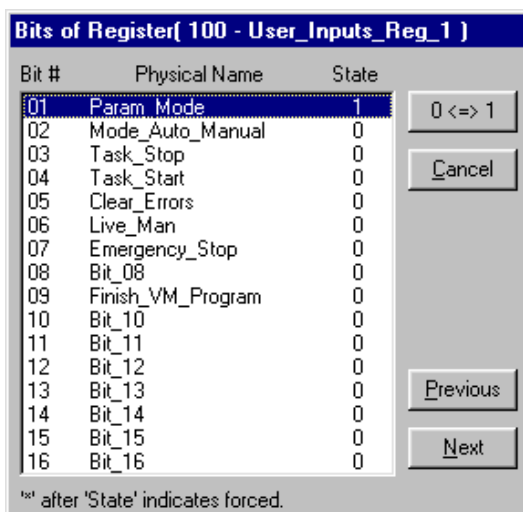 Bits of Register( 100 - User_Inputs_Reg_1 )
Bit # Physical Name State
01 Param_Mode 1
02 Mode_Auto_Manual 0
03 Task_Stop 0
04 Task_Start 0
05 Clear_Errors 0
06 Live_Man 0
07 Emergency_Stop 0
08 Bit_08 0
09 Finish_VM_Program 0
10 Bit_10 0
11 Bit_11 0
12 Bit_12 0
13 Bit_13 0
14 Bit_14 0
15 Bit_15 0
16 Bit_16 0
0 <=> 1
Cancel
Previous
Next
'*' after 'State' indicates forced.